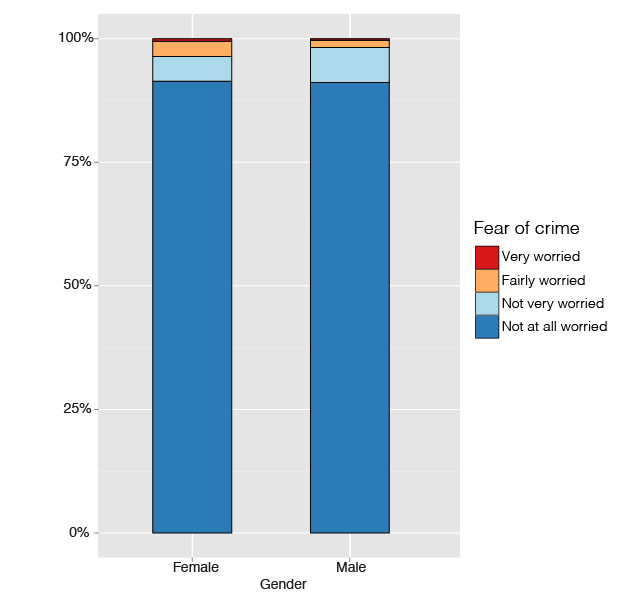 100%
75%
50%
25%
0%
Female
Male
Gender
Fear of crime
Very worried
Fairly worried
Not very worried
Not at all worried